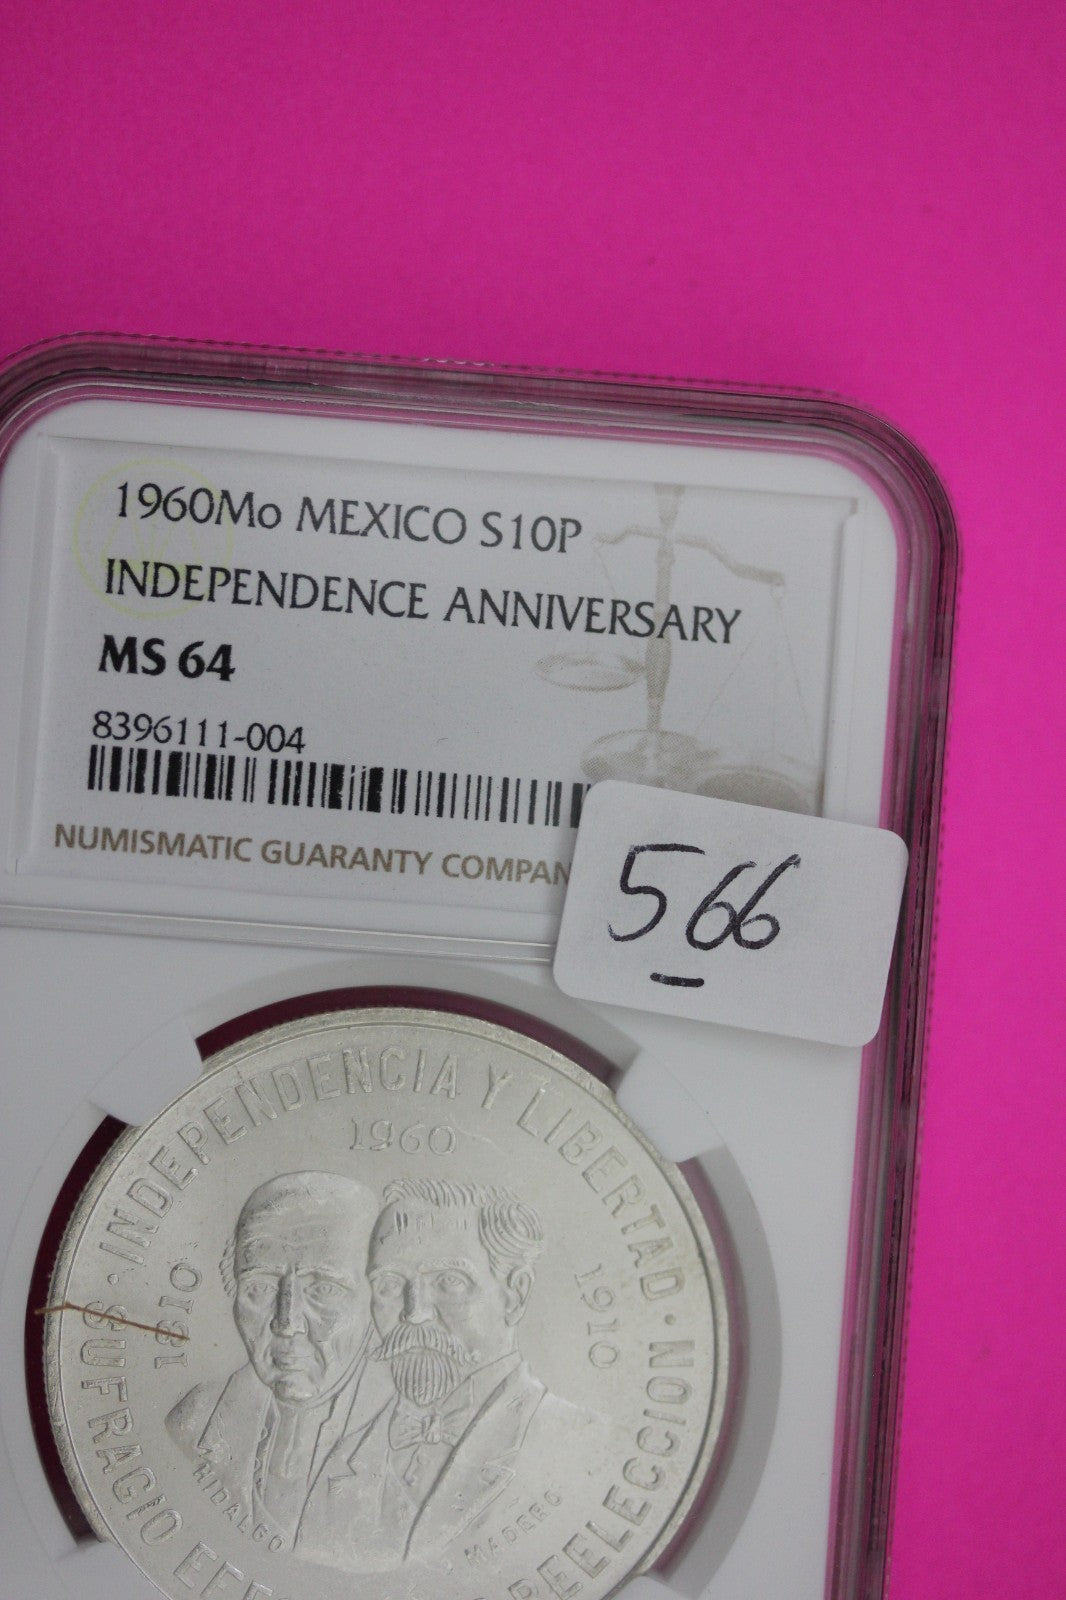 1960Mo MEXICO S10P
INDEPENDENCE ANNIVERSARY
MS 64
8396111-004
NUMISMATIC GUARANTY COMPAN
566
INDEPENDENCIA Y LIBERTAD
1960
1810
1910
HIDALGO
MADERO
SUFRAGIO EFE
REELECCION